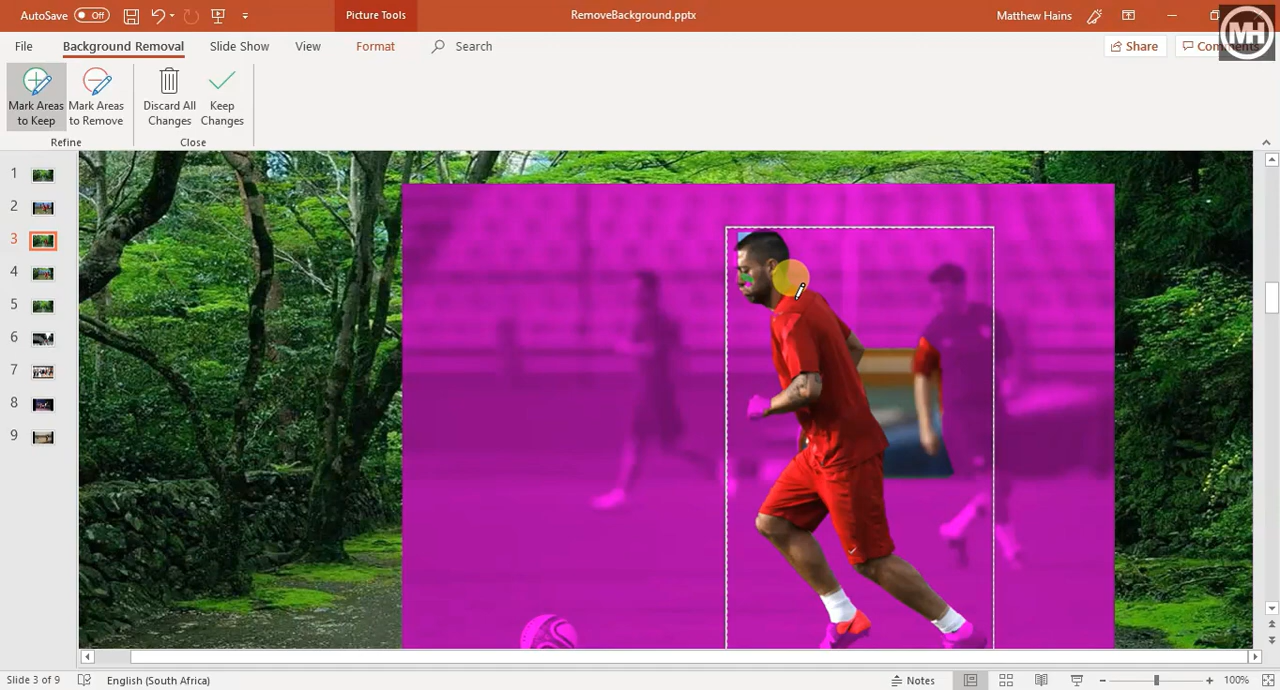 AutoSave Off
Picture Tools
RemoveBackground.pptx
Matthew Hains
MH
File
Background Removal
Slide Show
View
Format
Search
Share
Comments
Mark Areas
to Keep
Mark Areas
to Remove
Discard All
Changes
Keep
Changes
Refine
Close
1
2
3
4
5
6
7
8
9
Slide 3 of 9
English (South Africa)
Notes
100%